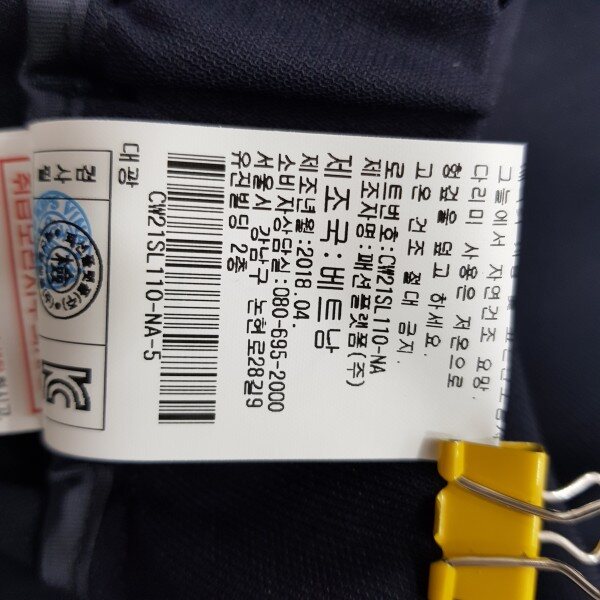 그늘에서 자연건조 요망.
다리미 사용은 저온으로
헝겊을 덮고 하세요.
고온 건조 절대 금지.
로트번호:CW21SL110-NA
제조자명:패션플랫폼(주)
제조국:베트남
제조년월:2018.04.
소비자상담실:080-695-2000
서울시 강남구 논현로28길9
유진빌딩 2층
CW21SL110-NA-5
대광
검사필